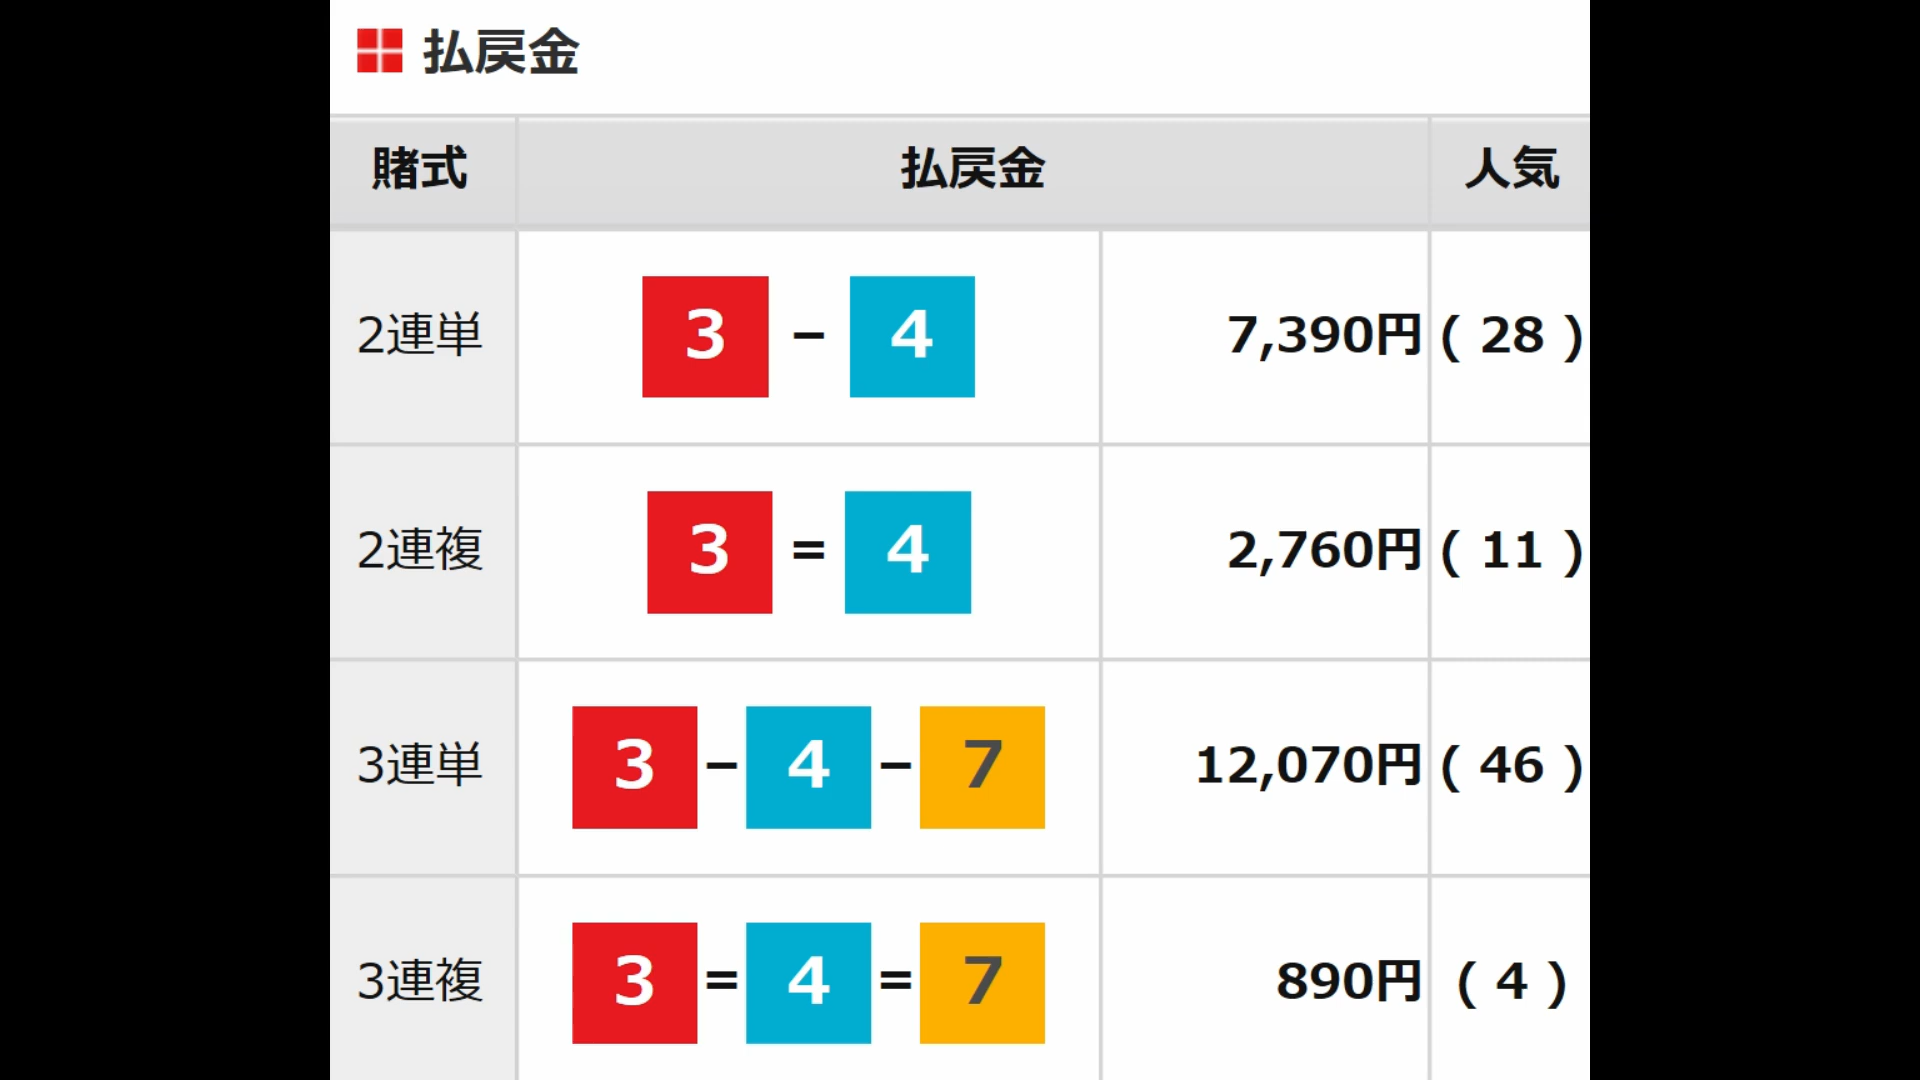 払戻金
賭式 払戻金 人気
2連単 3 - 4 7,390円 ( 28 )
2連複 3 = 4 2,760円 ( 11 )
3連単 3 - 4 - 7 12,070円 ( 46 )
3連複 3 = 4 = 7 890円 ( 4 )